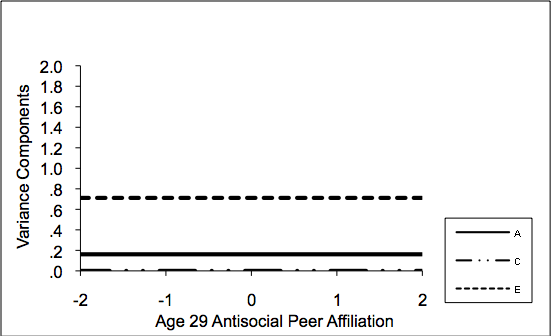 Variance Components
2.0
1.8
1.6
1.4
1.2
1.0
.8
.6
.4
.2
.0
-2 -1 0 1 2
Age 29 Antisocial Peer Affiliation
A
C
E